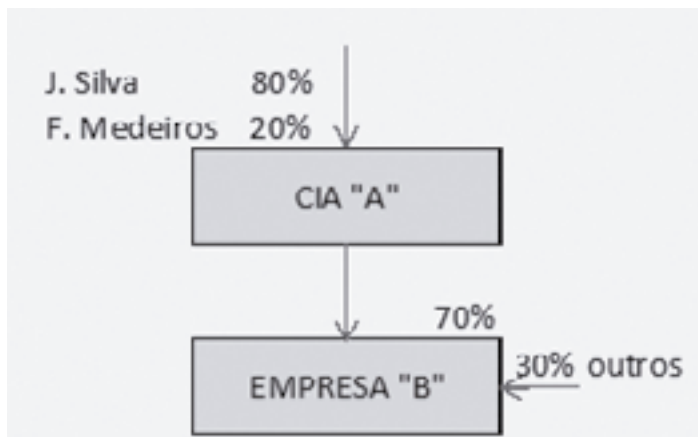 J. Silva 80%
F. Medeiros 20%
CIA "A"
70%
EMPRESA "B"
30% outros